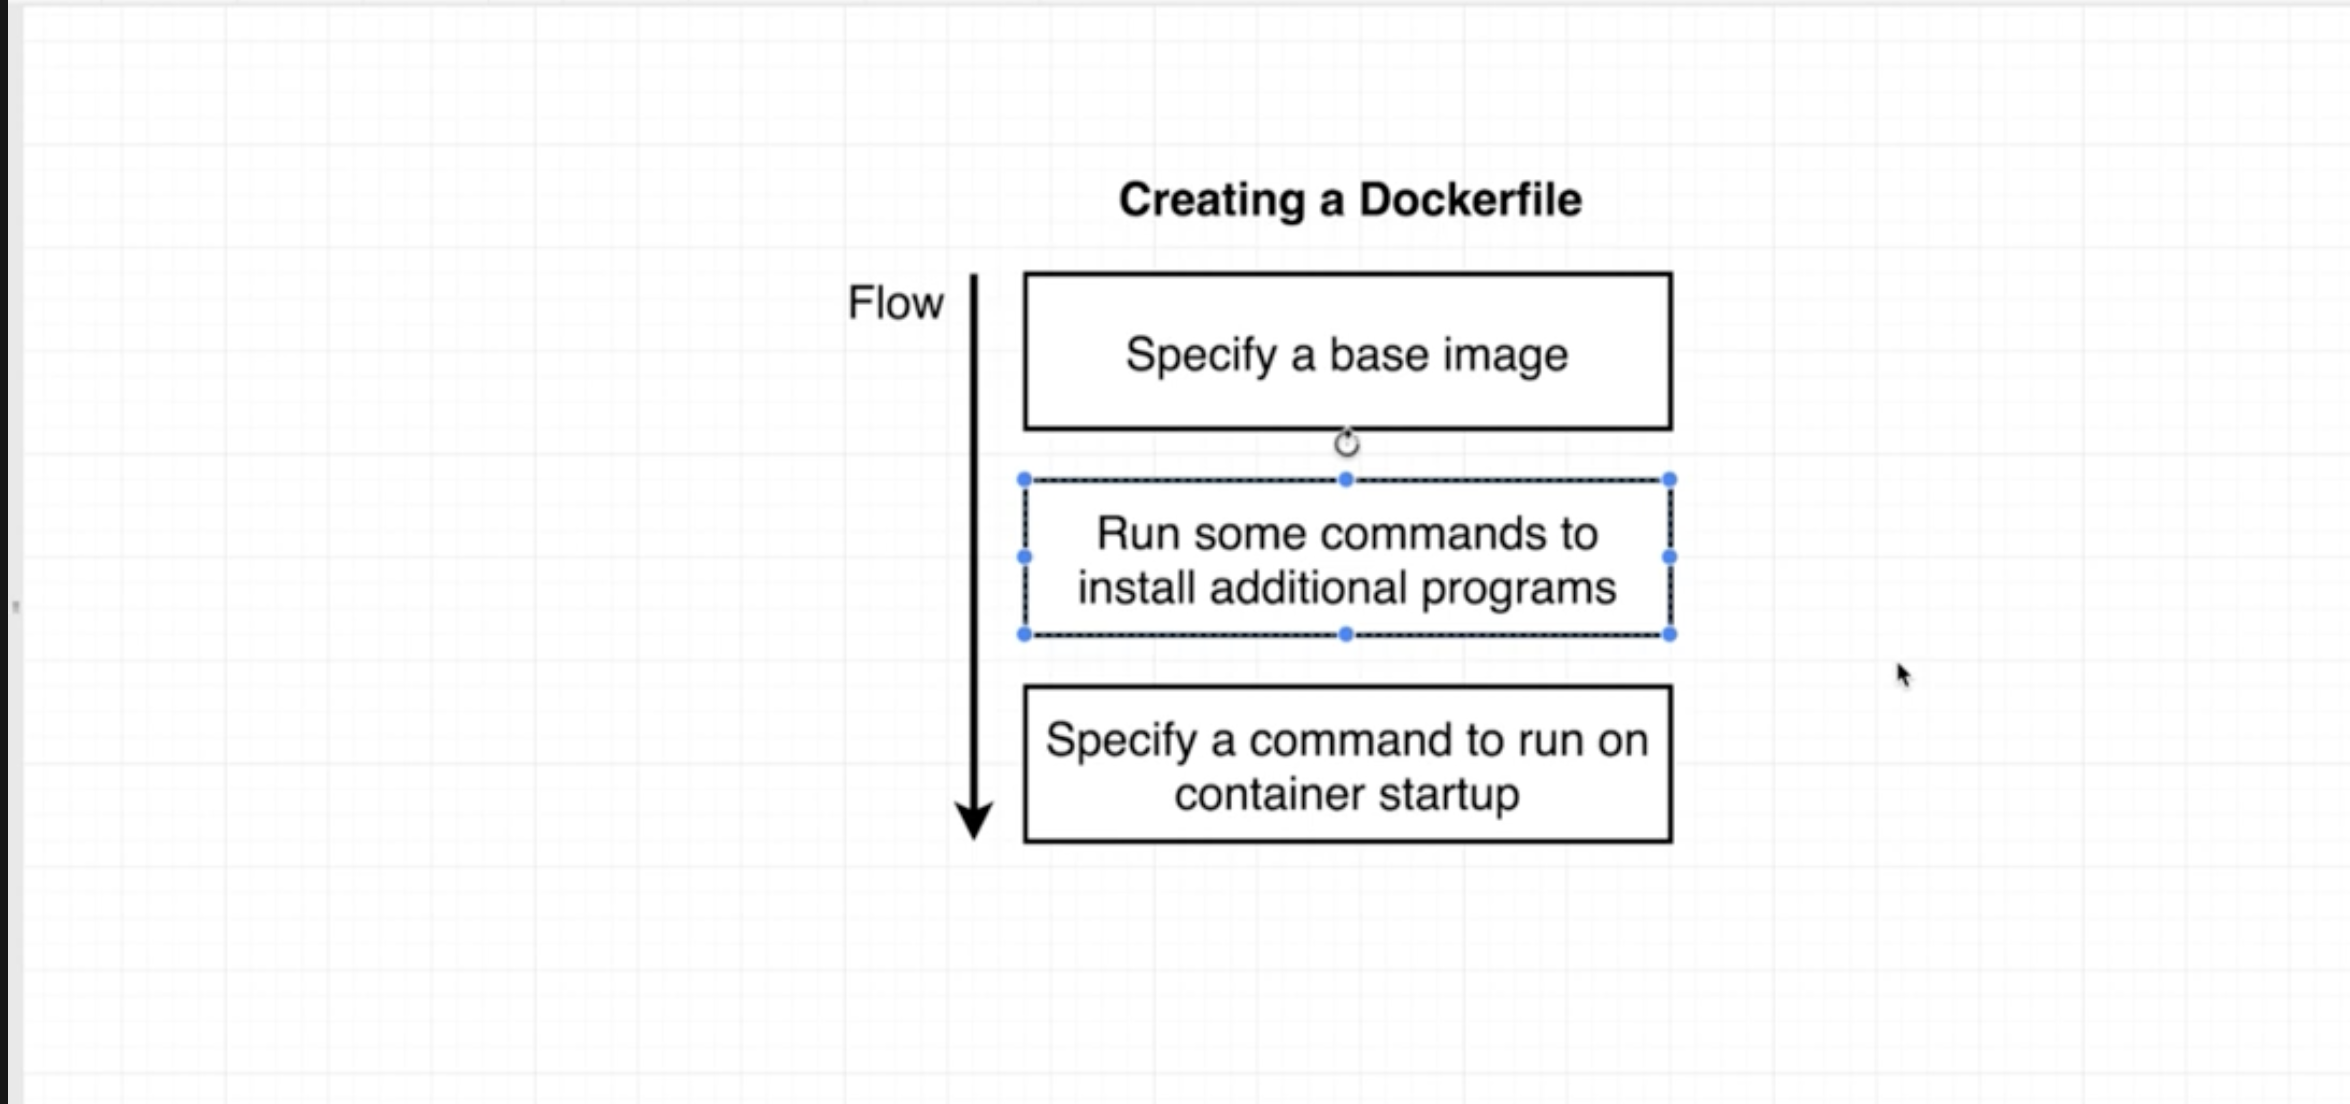 Creating a Dockerfile
Flow
Specify a base image
Run some commands to
install additional programs
Specify a command to run on
container startup